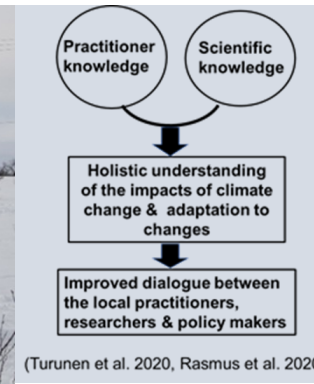 Practitioner
knowledge
Scientific
knowledge
Holistic understanding
of the impacts of climate
change & adaptation to
changes
Improved dialogue between
the local practitioners,
researchers & policy makers
(Turunen et al. 2020, Rasmus et al. 2020